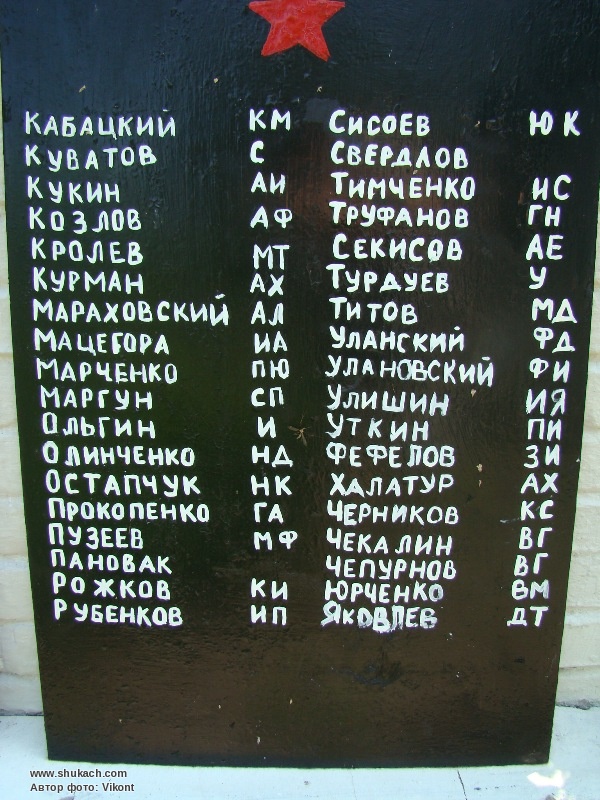 КАБАЦКИЙ КМ
КУВАТОВ С
КУКИН АИ
КОЗЛОВ АФ
КРОЛЕВ МТ
КУРМАН АХ
МАРАХОВСКИЙ АЛ
МАЦЕГОРА ИА
МАРЧЕНКО ПЮ
МАРГУН СП
ОЛЬГИН И
ОЛИНЧЕНКО НД
ОСТАПЧУК НК
ПРОКОПЕНКО ГА
ПУЗЕЕВ МФ
ПАНОВАК
РОЖКОВ КИ
РУБЕНКОВ ИП
СИСОЕВ ЮК
СВЕРДЛОВ
ТИМЧЕНКО ИС
ТРУФАНОВ ГН
СЕКИСОВ АЕ
ТУРДУЕВ У
ТИТОВ МД
УЛАНСКИЙ ФД
УЛАНОВСКИЙ ФИ
УЛИШИН ИЯ
УТКИН ПИ
ФЕФЕЛОВ ЗИ
ХАЛАТУР АХ
ЧЕРНИКОВ КС
ЧЕКАЛИН ВГ
ЧЕПУРНОВ ВГ
ЮРЧЕНКО ВМ
ЯКОВЛЕВ ДТ
www.shukach.com
Автор фото: Vikont